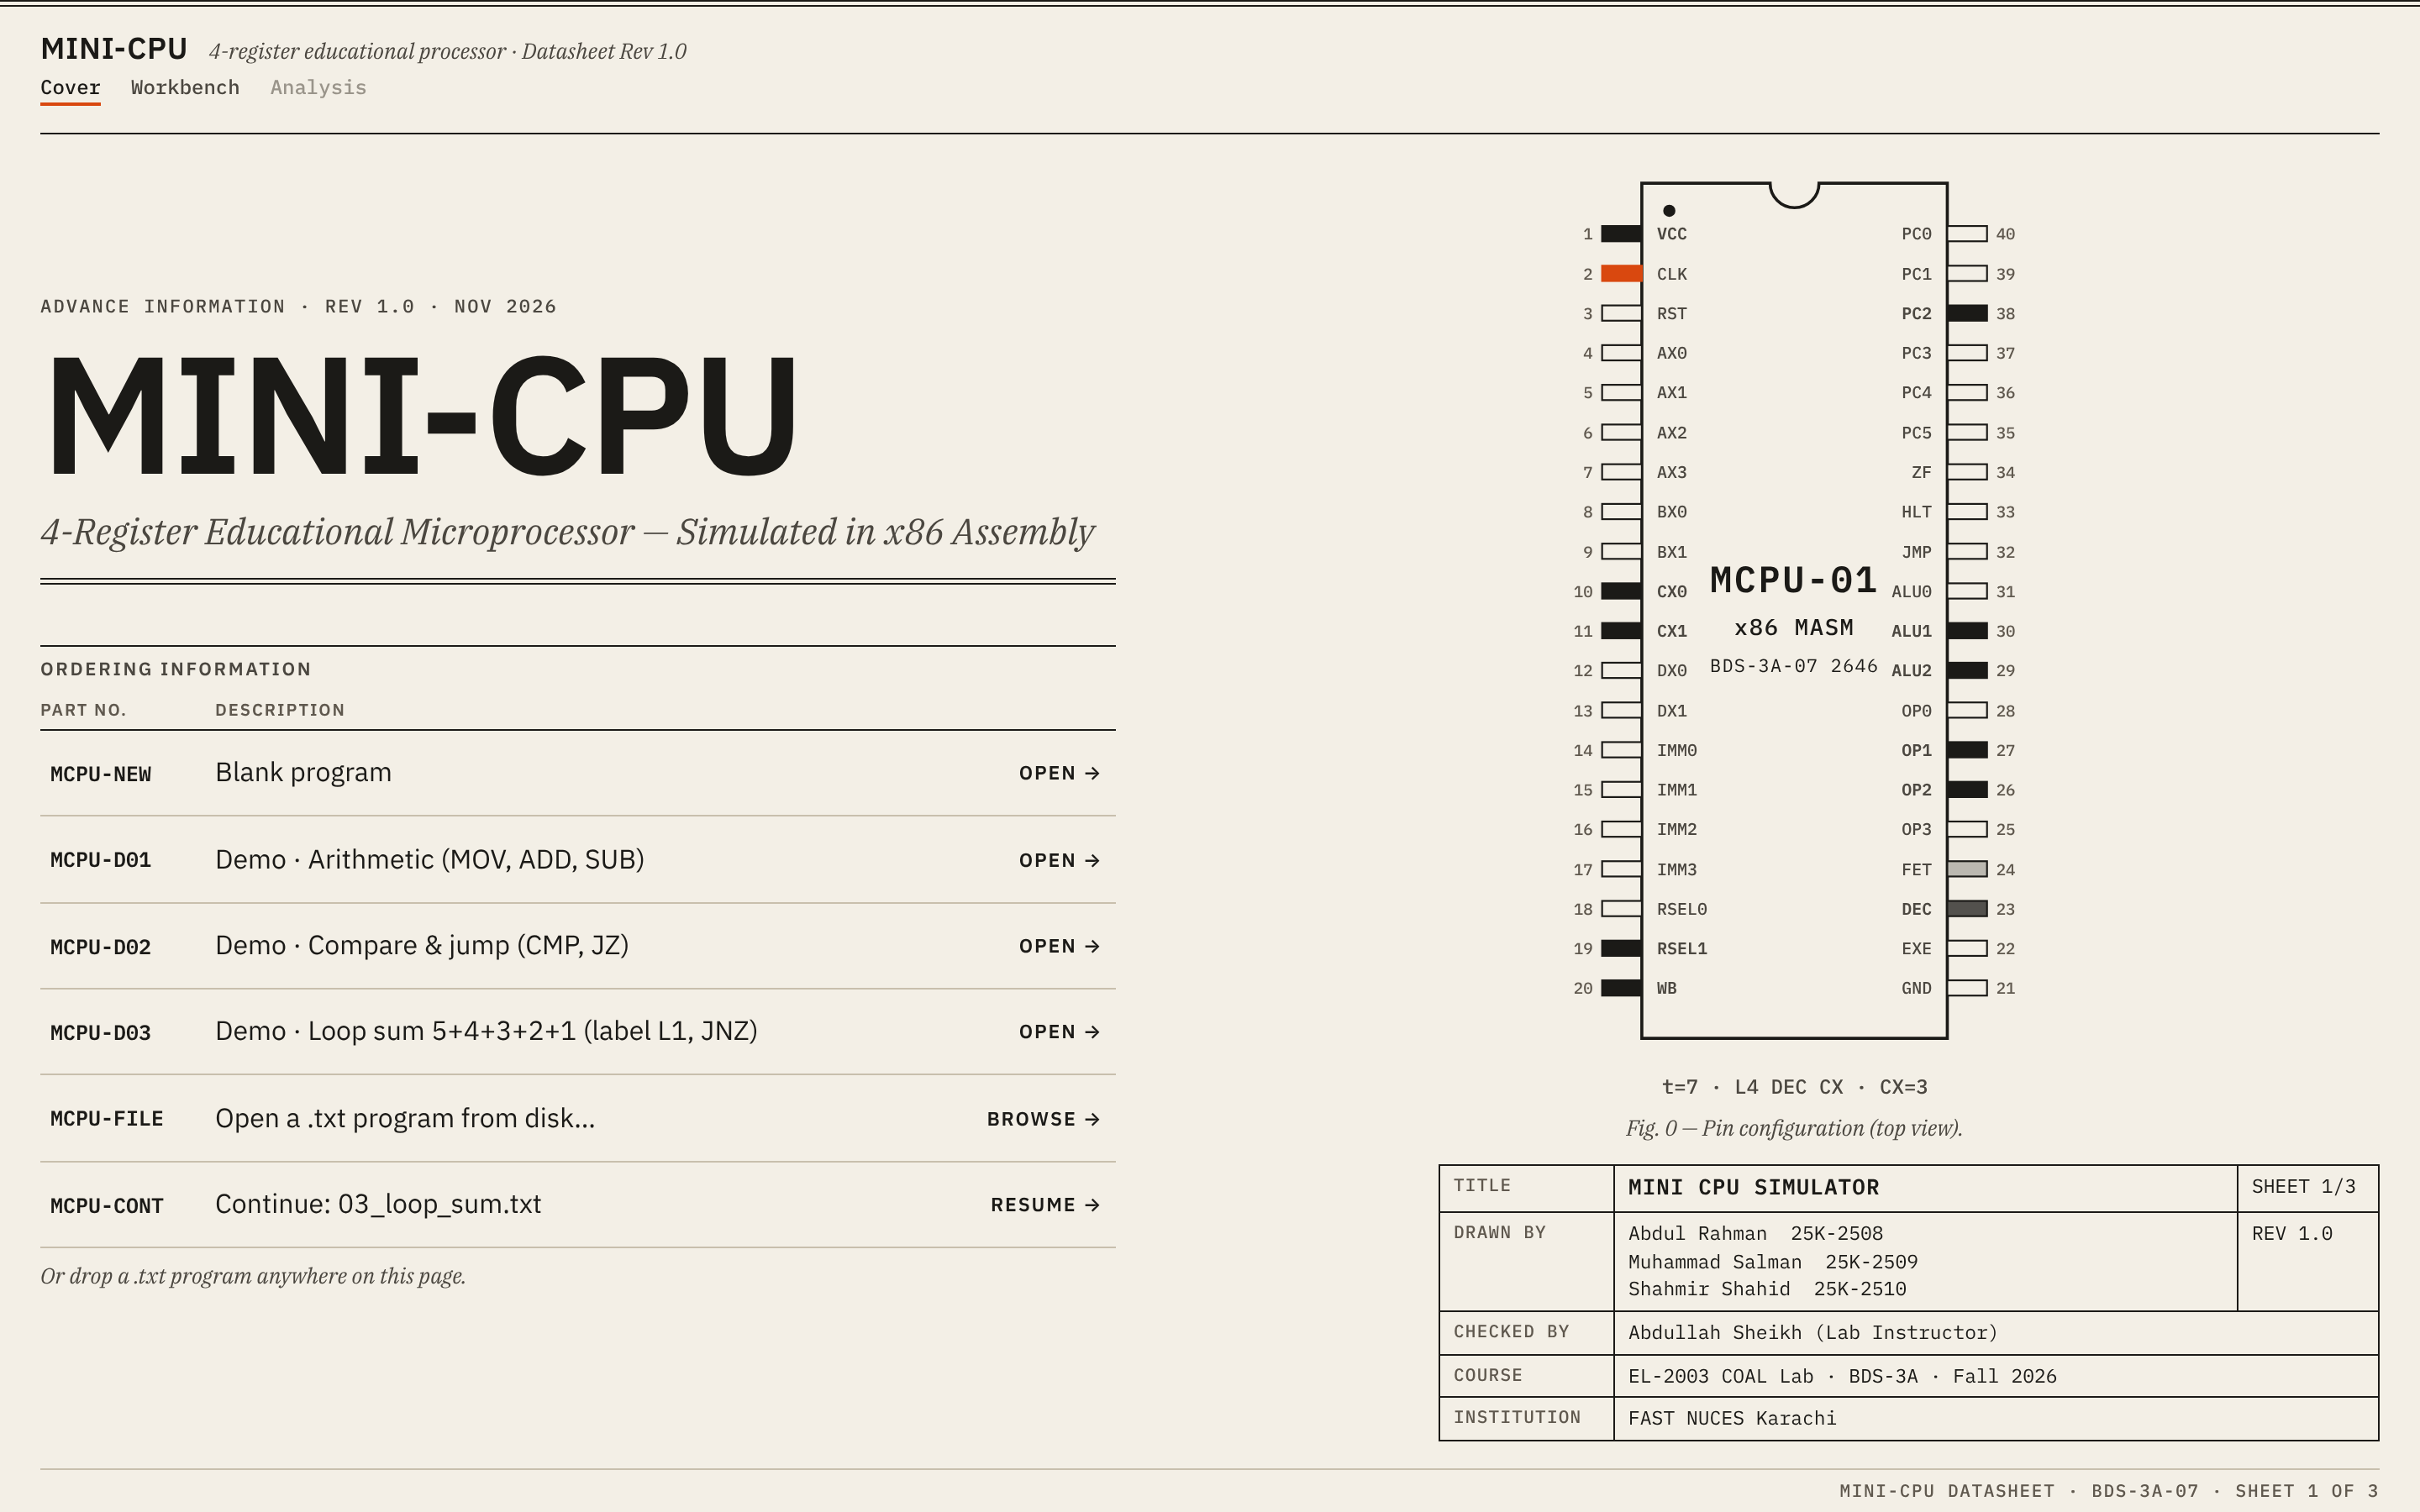 MINI-CPU 4-register educational processor · Datasheet Rev 1.0
Cover Workbench Analysis
ADVANCE INFORMATION · REV 1.0 · NOV 2026
MINI-CPU
4-Register Educational Microprocessor — Simulated in x86 Assembly
ORDERING INFORMATION
PART NO. DESCRIPTION
MCPU-NEW Blank program OPEN →
MCPU-D01 Demo · Arithmetic (MOV, ADD, SUB) OPEN →
MCPU-D02 Demo · Compare & jump (CMP, JZ) OPEN →
MCPU-D03 Demo · Loop sum 5+4+3+2+1 (label L1, JNZ) OPEN →
MCPU-FILE Open a .txt program from disk… BROWSE →
MCPU-CONT Continue: 03_loop_sum.txt RESUME →
Or drop a .txt program anywhere on this page.
1 VCC PC0 40
2 CLK PC1 39
3 RST PC2 38
4 AX0 PC3 37
5 AX1 PC4 36
6 AX2 PC5 35
7 AX3 ZF 34
8 BX0 HLT 33
9 BX1 JMP 32
MCPU-01
10 CX0 ALU0 31
x86 MASM
11 CX1 ALU1 30
BDS-3A-07 2646
12 DX0 ALU2 29
13 DX1 OP0 28
14 IMM0 OP1 27
15 IMM1 OP2 26
16 IMM2 OP3 25
17 IMM3 FET 24
18 RSEL0 DEC 23
19 RSEL1 EXE 22
20 WB GND 21
t=7 · L4 DEC CX · CX=3
Fig. 0 — Pin configuration (top view).
TITLE MINI CPU SIMULATOR SHEET 1/3
DRAWN BY Abdul Rahman 25K-2508 REV 1.0
Muhammad Salman 25K-2509
Shahmir Shahid 25K-2510
CHECKED BY Abdullah Sheikh (Lab Instructor)
COURSE EL-2003 COAL Lab · BDS-3A · Fall 2026
INSTITUTION FAST NUCES Karachi
MINI-CPU DATASHEET · BDS-3A-07 · SHEET 1 OF 3